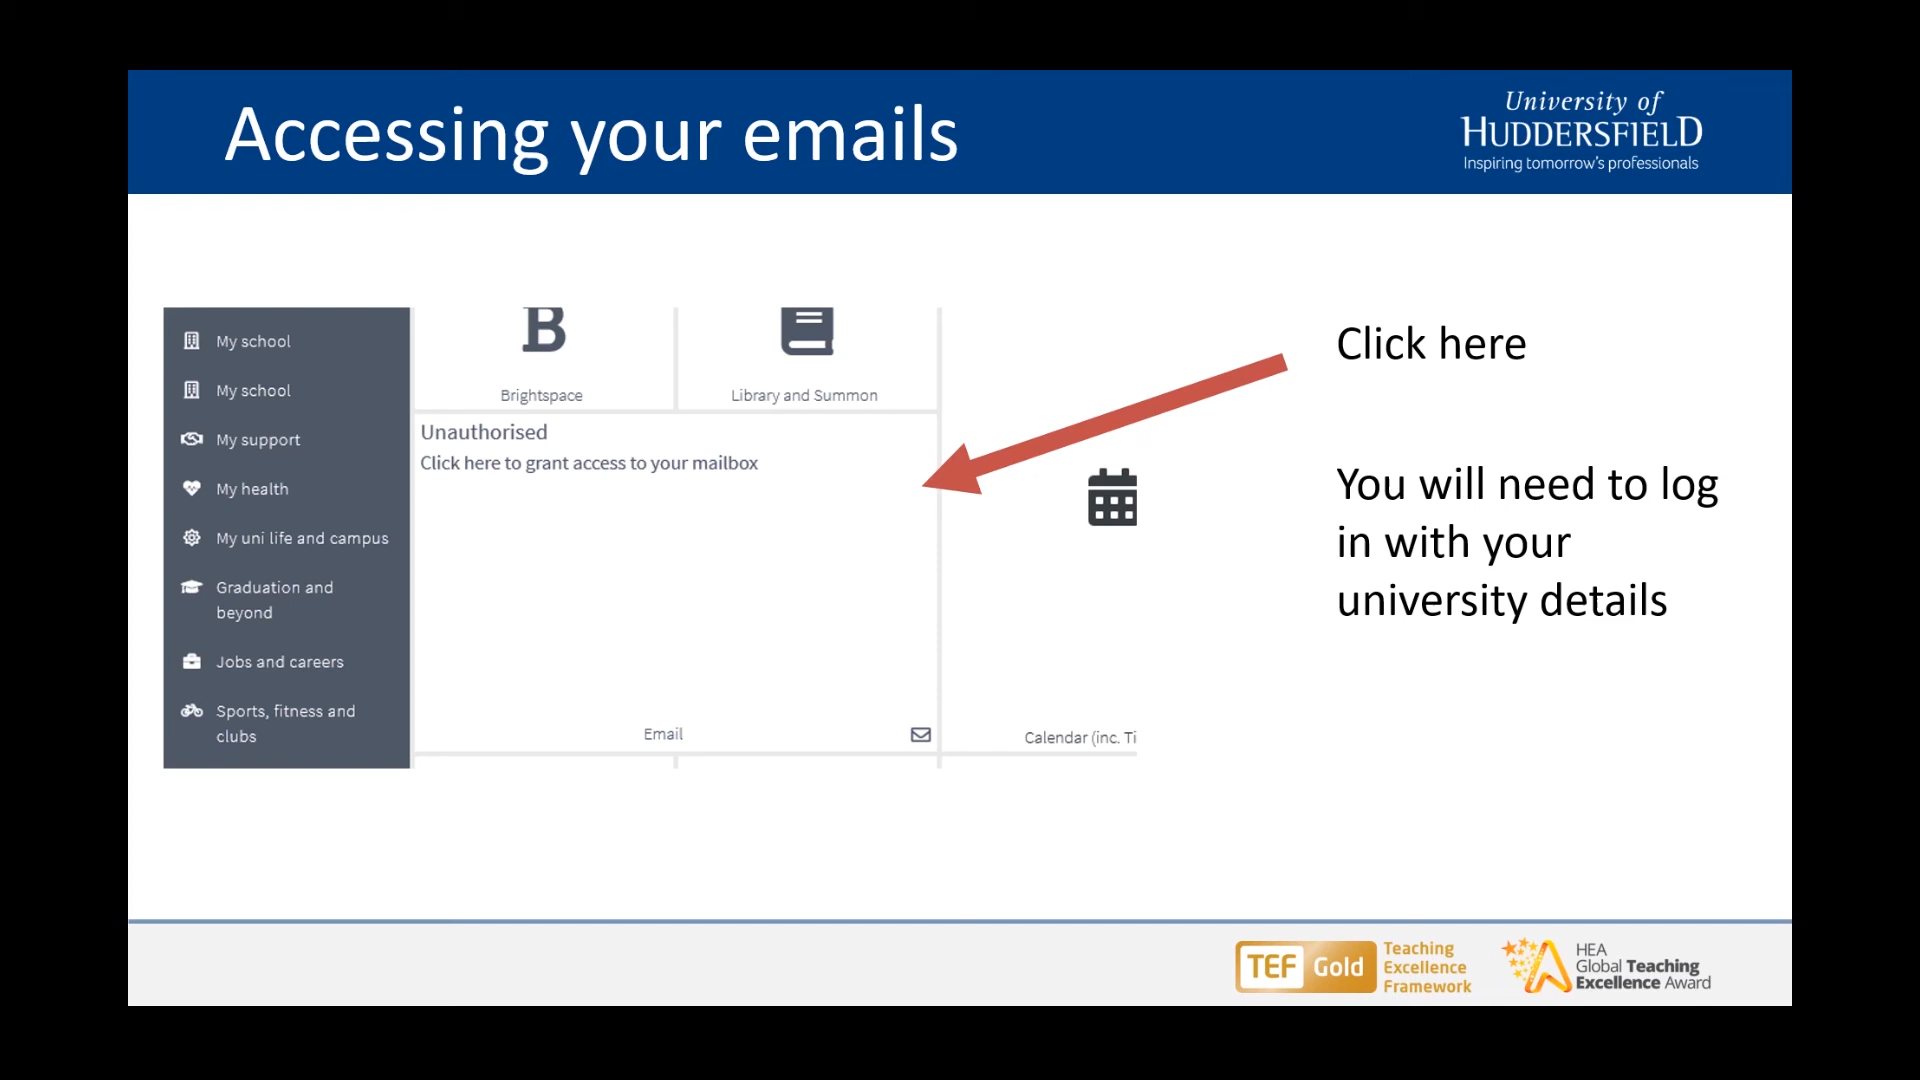 Accessing your emails
University of
HUDDERSFIELD
Inspiring tomorrow's professionals
My school
My school
My support
My health
My uni life and campus
Graduation and
beyond
Jobs and careers
Sports, fitness and
clubs
B
Brightspace
Library and Summon
Unauthorised
Click here to grant access to your mailbox
Email
Calendar (inc. Ti
Click here
You will need to log
in with your
university details
TEF Gold
Teaching
Excellence
Framework
HEA
Global Teaching
Excellence Award